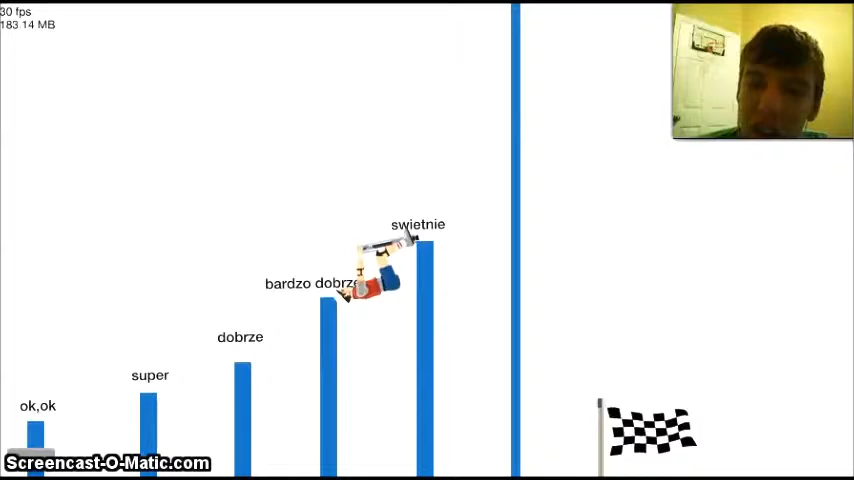 30 fps
183.14 MB
swietnie
bardzo dobrze
dobrze
super
ok,ok
Screencast-O-Matic.com